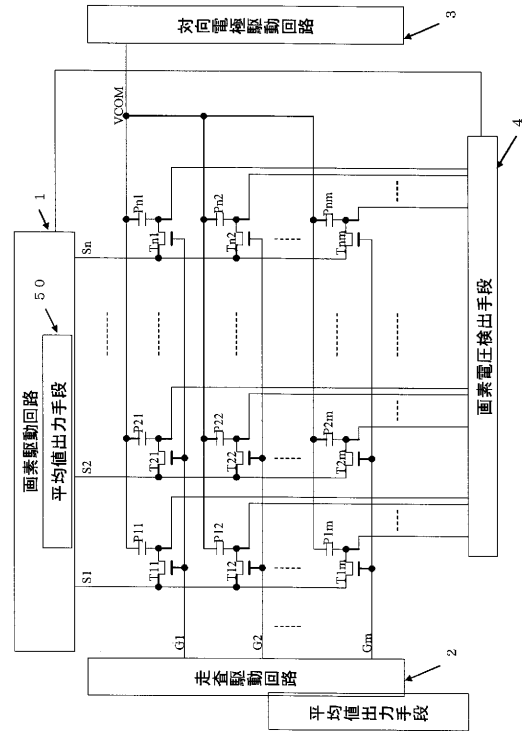 画素駆動回路
平均値出力手段
50
1
S1
S2
Sn
VCOM
対向電極駆動回路
3
P11
P21
Pn1
T11
T21
Tn1
G1
P12
P22
Pn2
T12
T22
Tn2
G2
P1m
P2m
Pnm
T1m
T2m
Tnm
Gm
走査駆動回路
2
平均値出力手段
画素電圧検出手段
4